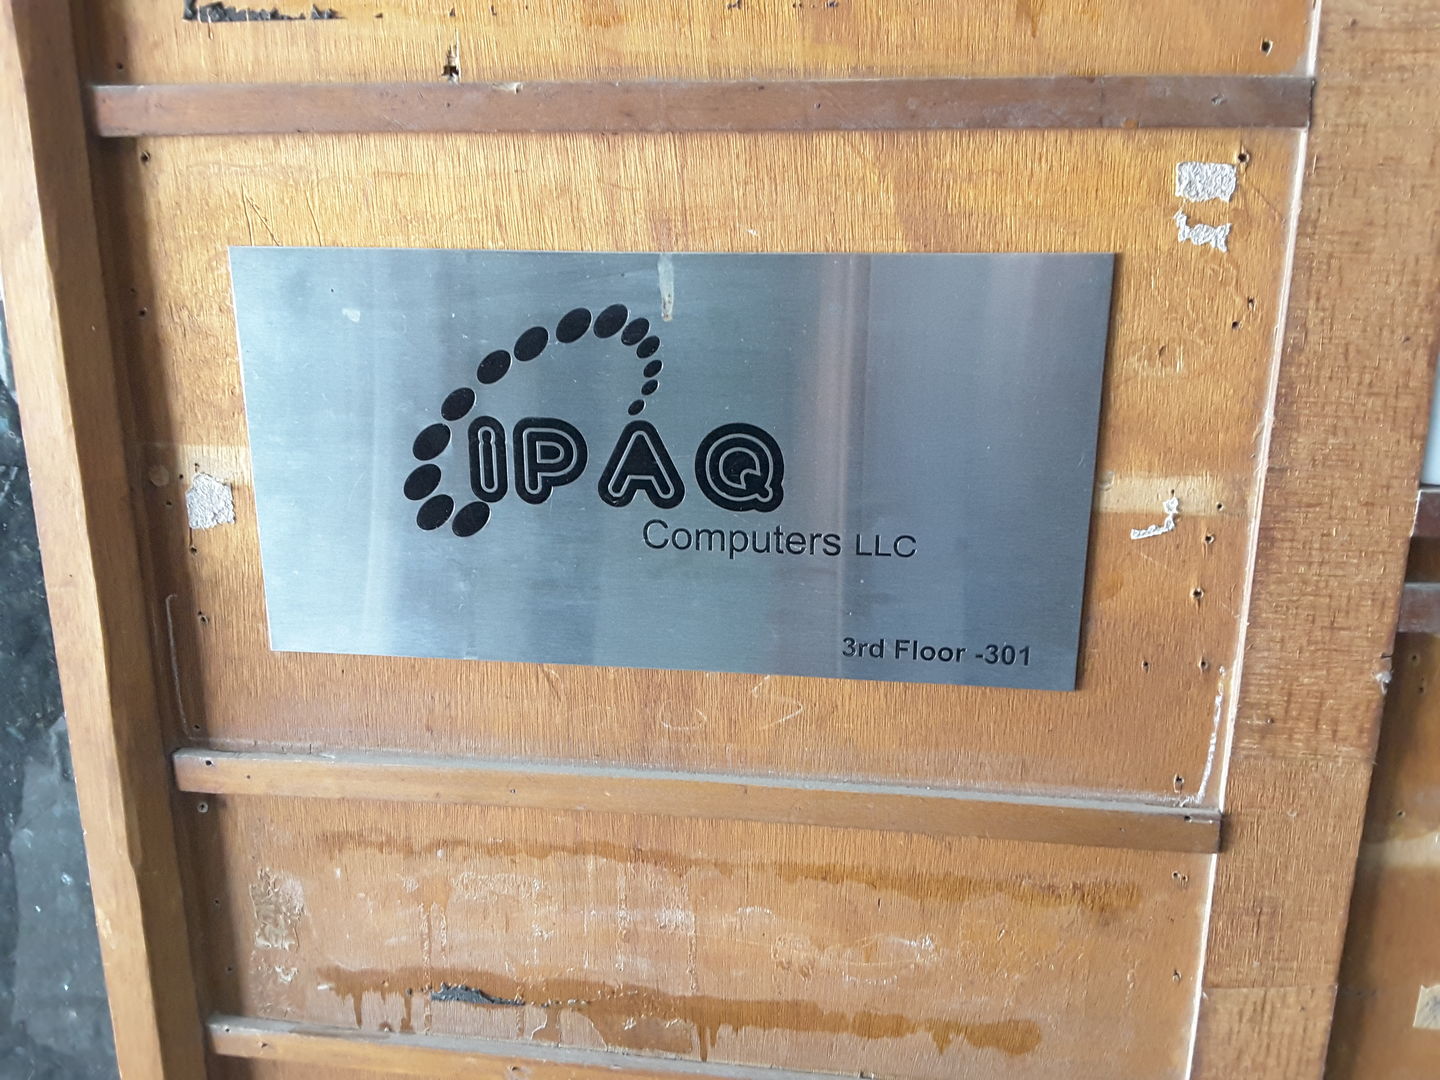 iPAQ
Computers LLC
3rd Floor -301